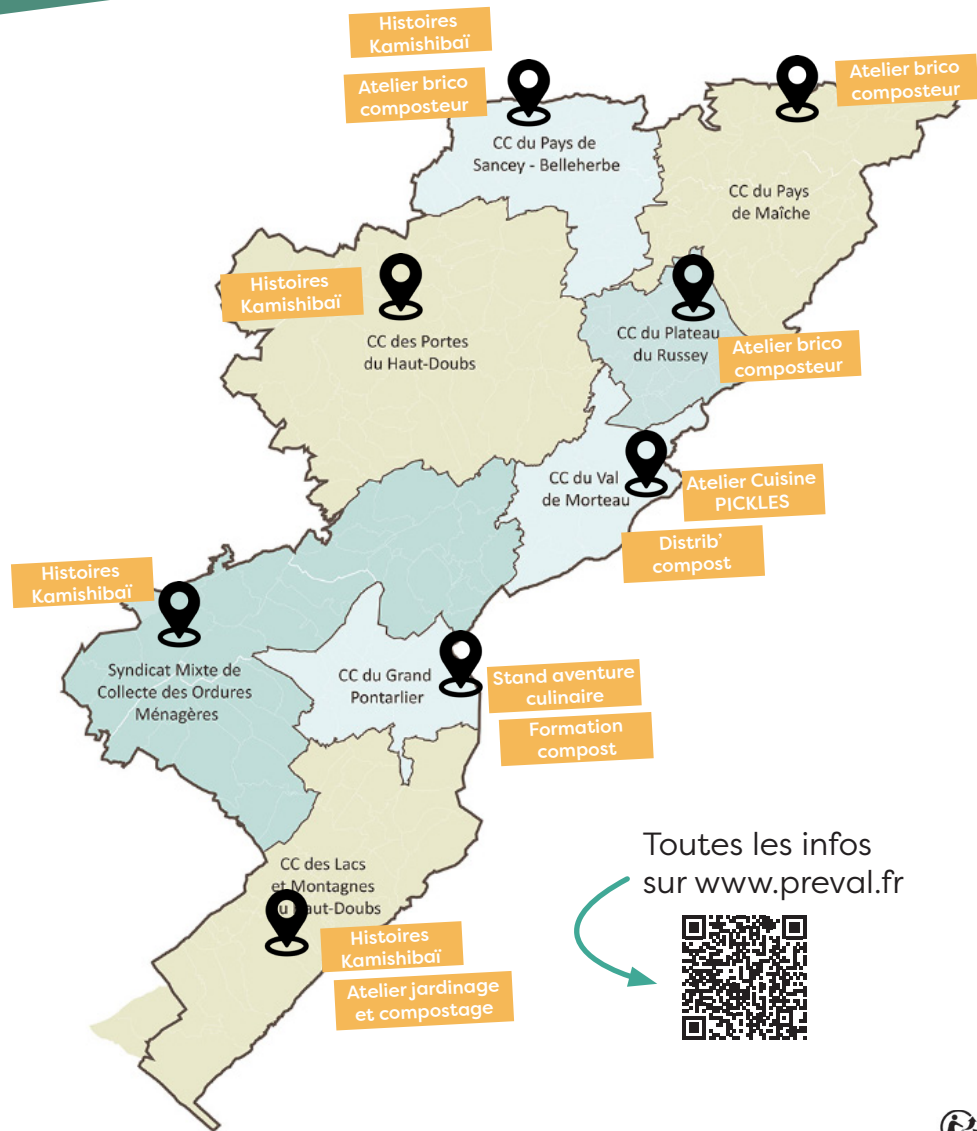 Histoires
Kamishibaï
Atelier brico
composteur
CC du Pays de
Sancey - Belleherbe
Atelier brico
composteur
CC du Pays
de Maîche
Histoires
Kamishibaï
CC des Portes
du Haut-Doubs
CC du Plateau
du Russey
Atelier brico
composteur
CC du Val
de Morteau
Atelier Cuisine
PICKLES
Distrib'
compost
Histoires
Kamishibaï
Syndicat Mixte de
Collecte des Ordures
Ménagères
CC du Grand
Pontarlier
Stand aventure
culinaire
Formation
compost
CC des Lacs
et Montagnes
du Haut-Doubs
Histoires
Kamishibaï
Atelier jardinage
et compostage
Toutes les infos
sur www.preval.fr